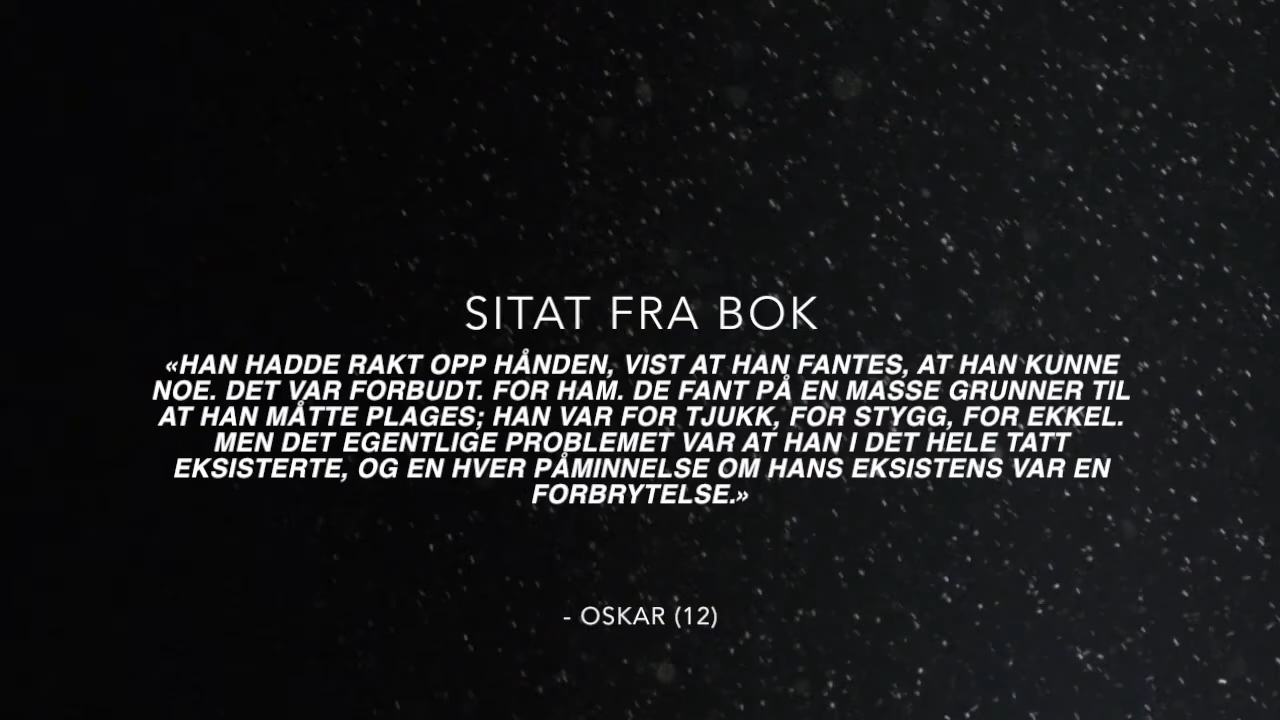 SITAT FRA BOK
«HAN HADDE RAKT OPP HÅNDEN, VIST AT HAN FANTES, AT HAN KUNNE
NOE. DET VAR FORBUDT. FOR HAM. DE FANT PÅ EN MASSE GRUNNER TIL
AT HAN MÅTTE PLAGES; HAN VAR FOR TJUKK, FOR STYGG, FOR EKKEL.
MEN DET EGENTLIGE PROBLEMET VAR AT HAN I DET HELE TATT
EKSISTERTE, OG EN HVER PÅMINNELSE OM HANS EKSISTENS VAR EN
FORBRYTELSE.»
- OSKAR (12)